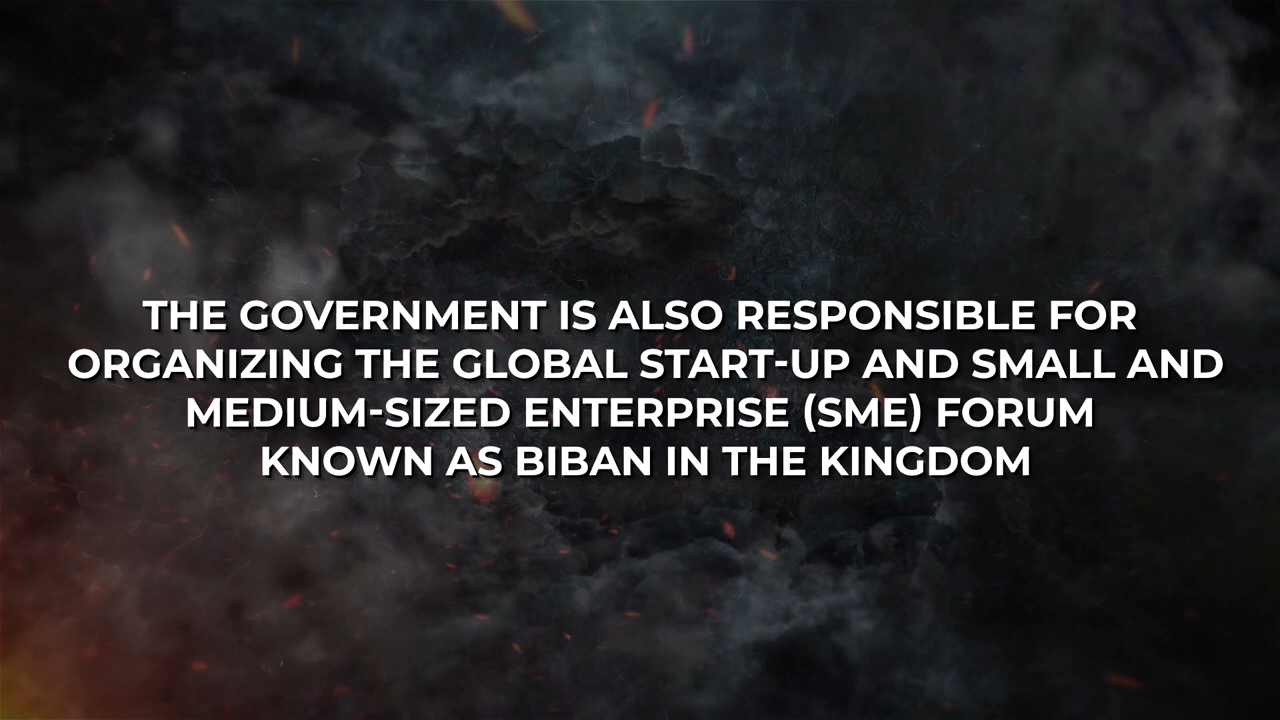 THE GOVERNMENT IS ALSO RESPONSIBLE FOR
ORGANIZING THE GLOBAL START-UP AND SMALL AND
MEDIUM-SIZED ENTERPRISE (SME) FORUM
KNOWN AS BIBAN IN THE KINGDOM